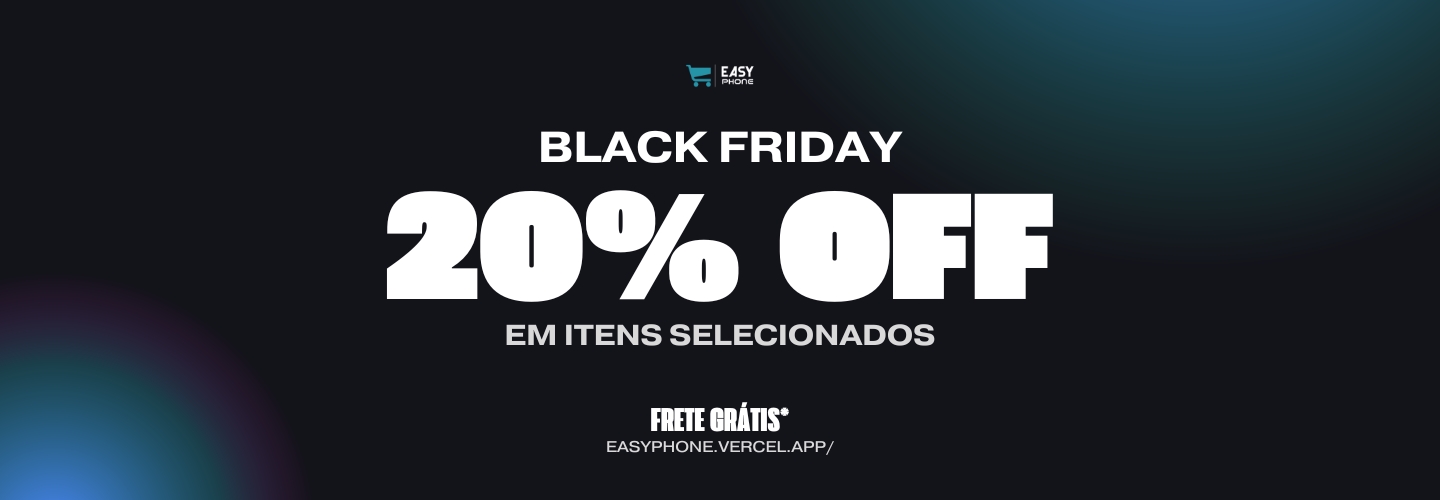 EASY
PHONE
BLACK FRIDAY
20% OFF
EM ITENS SELECIONADOS
FRETE GRÁTIS*
EASYPHONE.VERCEL.APP/